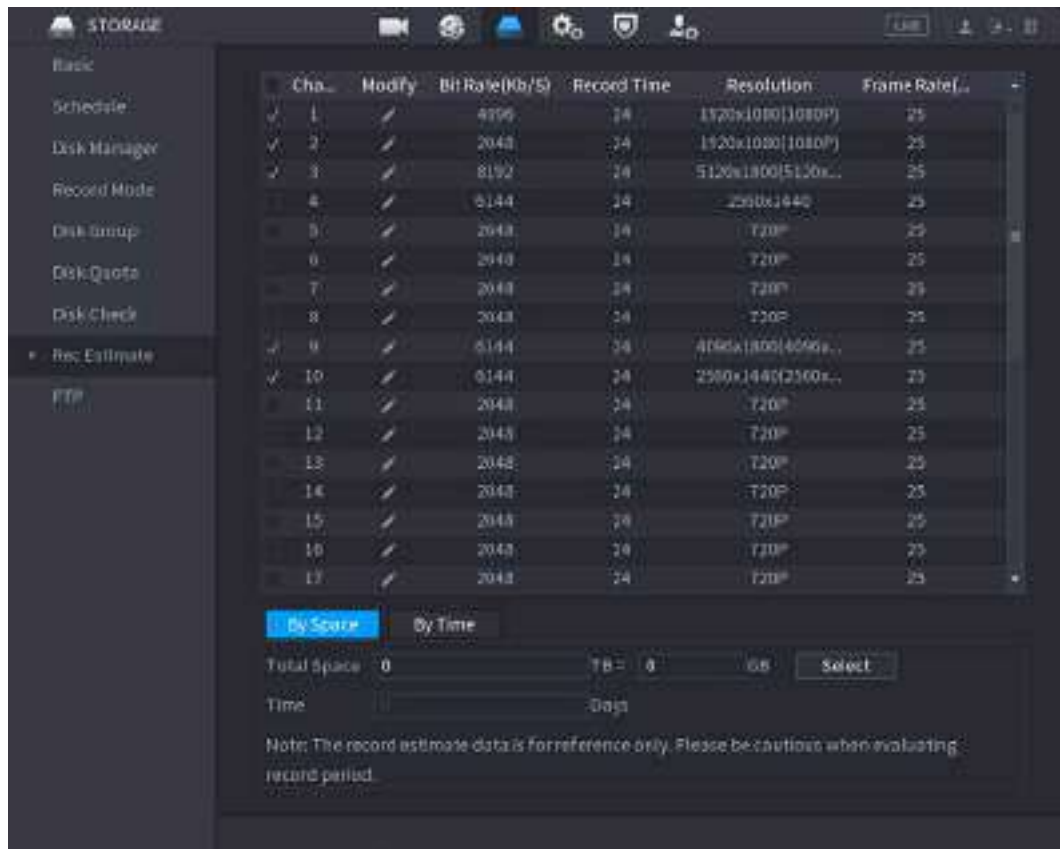 STORAGE
LIVE
Basic
Schedule
Disk Manager
Record Mode
Disk Group
Disk Quota
Disk Check
Rec Estimate
FTP
Cha... Modify Bit Rate(Kb/S) Record Time Resolution Frame Rate(...
1 4096 24 1920x1080(1080P) 25
2 2048 24 1920x1080(1080P) 25
3 8192 24 5120x1800(5120x... 25
4 6144 24 2560x1440 25
5 2048 24 720P 25
6 2048 24 720P 25
7 2048 24 720P 25
8 2048 24 720P 25
9 6144 24 4096x1800(4096x... 25
10 6144 24 2560x1440(2560x... 25
11 2048 24 720P 25
12 2048 24 720P 25
13 2048 24 720P 25
14 2048 24 720P 25
15 2048 24 720P 25
16 2048 24 720P 25
17 2048 24 720P 25
By Space By Time
Total Space 0 TB= 0 GB Select
Time Days
Note: The record estimate data is for reference only. Please be cautious when evaluating
record period.